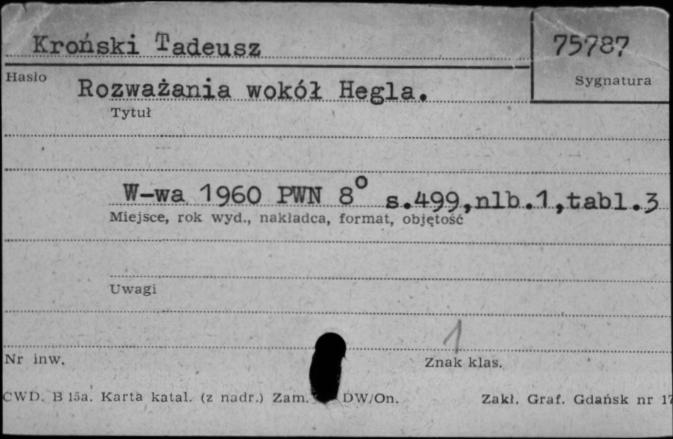 Kroński Tadeusz 75787
Hasło Sygnatura
Rozważania wokół Hegla.
Tytuł
W-wa 1960 PWN 8° s.499,nlb.1,tabl.3
Miejsce, rok wyd., nakładca, format, objętość
Uwagi
1
Nr inw. Znak klas.
CWD. B 15a. Karta katal. (z nadr.) Zam. DW/On. Zakł. Graf. Gdańsk nr 17